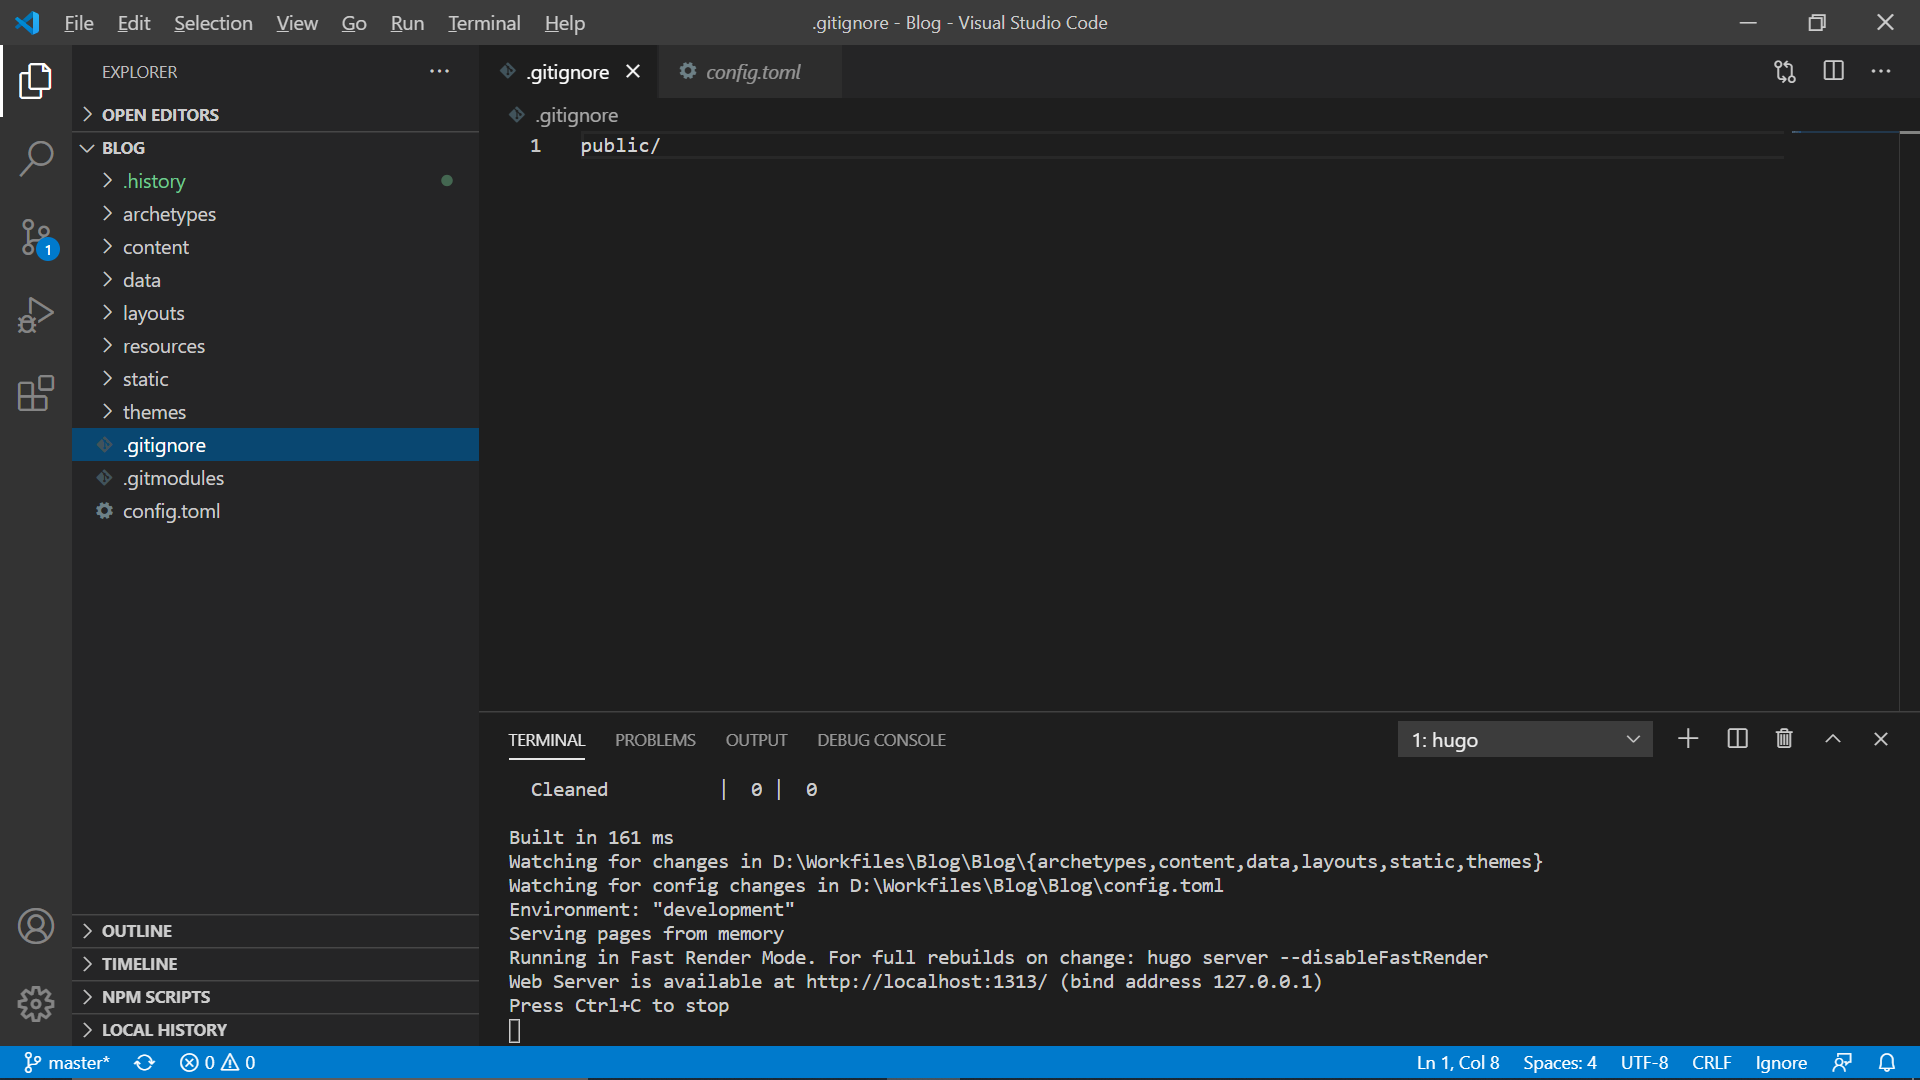 File Edit Selection View Go Run Terminal Help .gitignore - Blog - Visual Studio Code
EXPLORER
OPEN EDITORS
BLOG
.history
archetypes
content
data
layouts
resources
static
themes
.gitignore
.gitmodules
config.toml
OUTLINE
TIMELINE
NPM SCRIPTS
LOCAL HISTORY
1
.gitignore config.toml
.gitignore
1 public/
TERMINAL PROBLEMS OUTPUT DEBUG CONSOLE 1: hugo
Cleaned | 0 | 0
Built in 161 ms
Watching for changes in D:\Workfiles\Blog\Blog\{archetypes,content,data,layouts,static,themes}
Watching for config changes in D:\Workfiles\Blog\Blog\config.toml
Environment: "development"
Serving pages from memory
Running in Fast Render Mode. For full rebuilds on change: hugo server --disableFastRender
Web Server is available at http://localhost:1313/ (bind address 127.0.0.1)
Press Ctrl+C to stop
master* 0 0 Ln 1, Col 8 Spaces: 4 UTF-8 CRLF Ignore